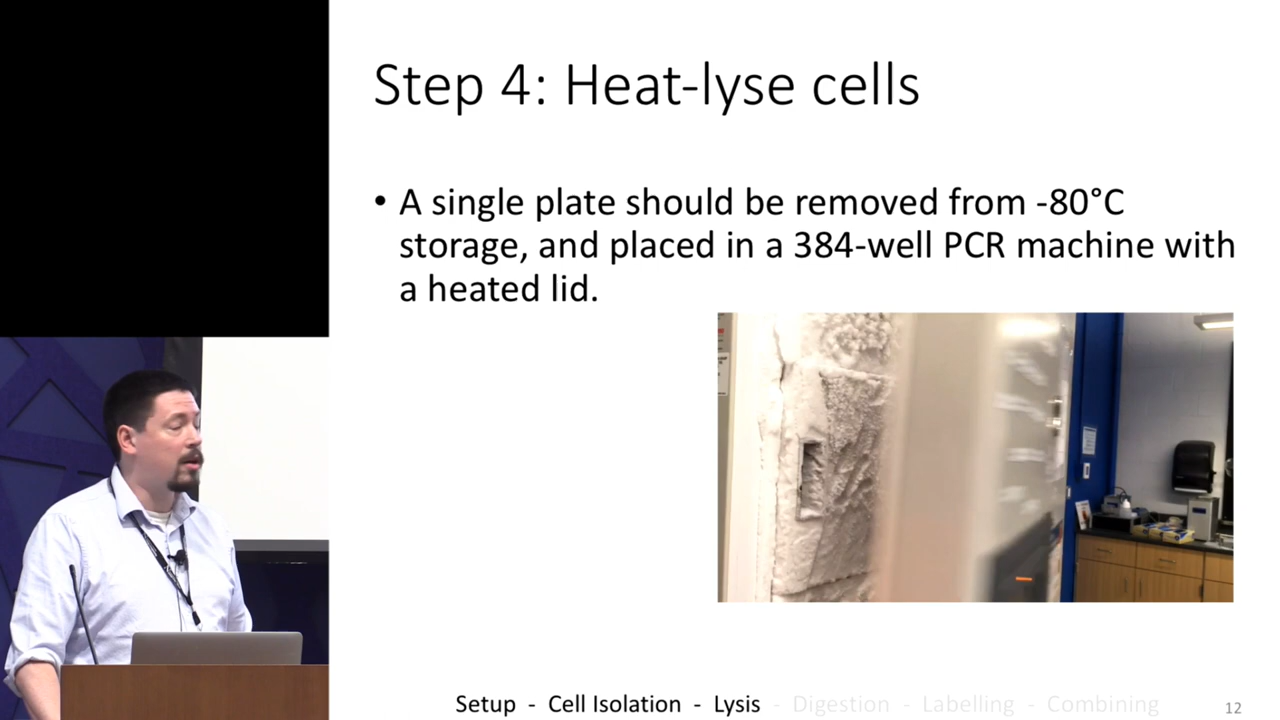 Step 4: Heat-lyse cells
• A single plate should be removed from -80°C
storage, and placed in a 384-well PCR machine with
a heated lid.
Setup - Cell Isolation - Lysis - Digestion - Labelling - Combining
12